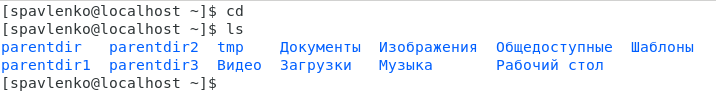 [spavlenko@localhost ~]$ cd
[spavlenko@localhost ~]$ ls
parentdir   parentdir2  tmp    Документы  Изображения  Общедоступные  Шаблоны
parentdir1  parentdir3  Видео  Загрузки   Музыка       Рабочий стол
[spavlenko@localhost ~]$